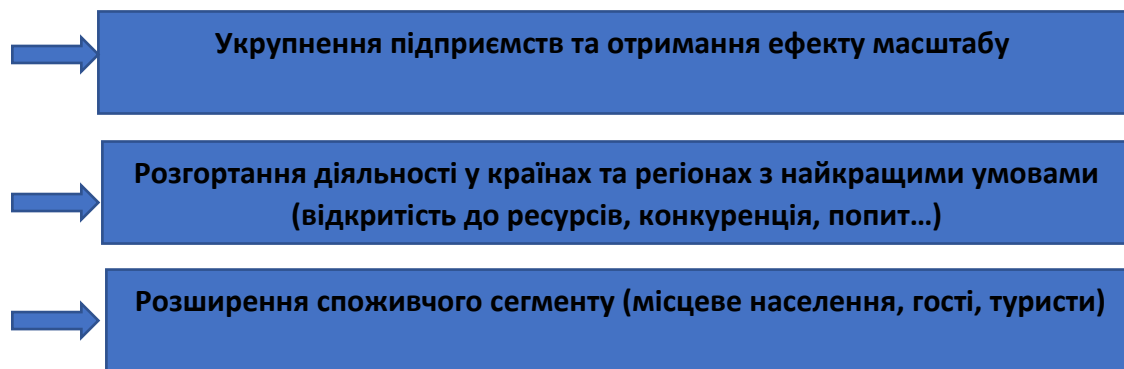 Укрупнення підприємств та отримання ефекту масштабу
Розгортання діяльності у країнах та регіонах з найкращими умовами
(відкритість до ресурсів, конкуренція, попит…)
Розширення споживчого сегменту (місцеве населення, гості, туристи)